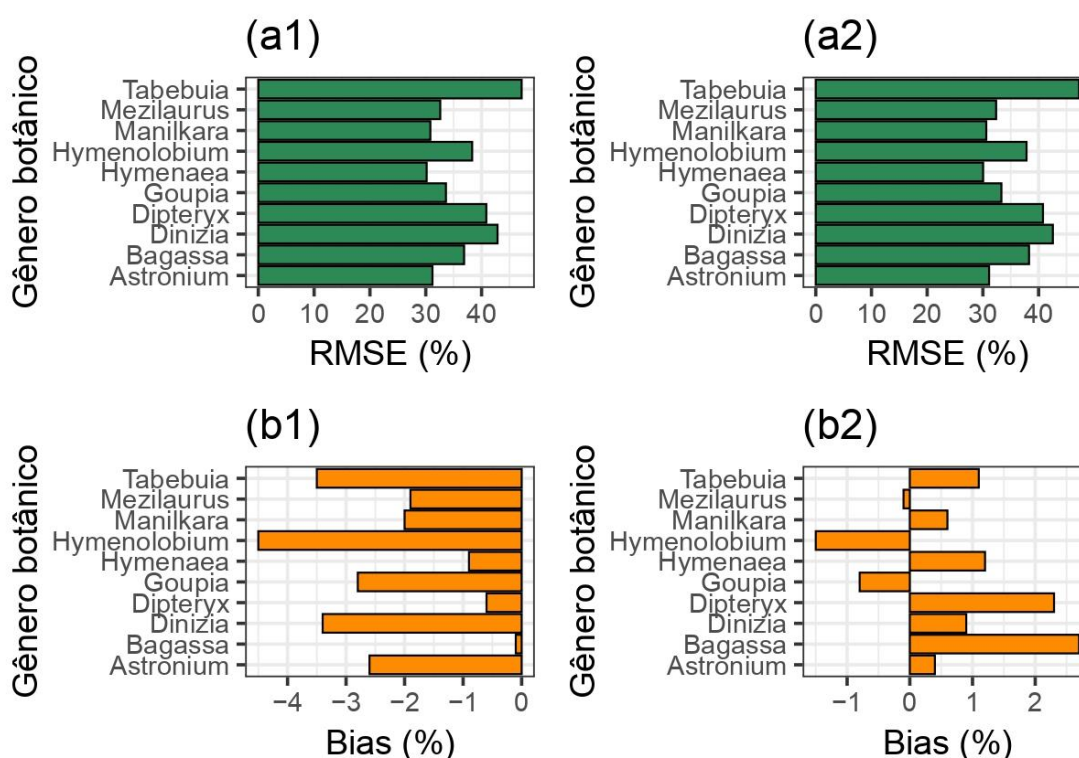 (a1)
Gênero botânico
Tabebuia
Mezilaurus
Manilkara
Hymenolobium
Hymenaea
Goupia
Dipteryx
Dinizia
Bagassa
Astronium
0 10 20 30 40
RMSE (%)
(a2)
Gênero botânico
Tabebuia
Mezilaurus
Manilkara
Hymenolobium
Hymenaea
Goupia
Dipteryx
Dinizia
Bagassa
Astronium
0 10 20 30 40
RMSE (%)
(b1)
Gênero botânico
Tabebuia
Mezilaurus
Manilkara
Hymenolobium
Hymenaea
Goupia
Dipteryx
Dinizia
Bagassa
Astronium
−4 −3 −2 −1 0
Bias (%)
(b2)
Gênero botânico
Tabebuia
Mezilaurus
Manilkara
Hymenolobium
Hymenaea
Goupia
Dipteryx
Dinizia
Bagassa
Astronium
−1 0 1 2
Bias (%)